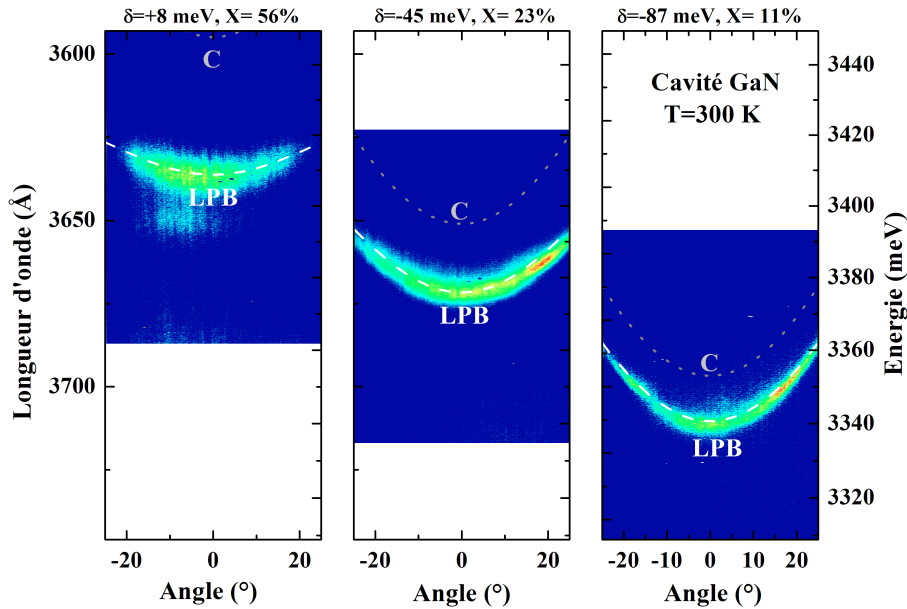 δ=+8 meV, X= 56%
δ=-45 meV, X= 23%
δ=-87 meV, X= 11%
Longueur d'onde (Å)
3600
3650
3700
C
LPB
C
LPB
Cavité GaN
T=300 K
C
LPB
3440
3420
3400
3380
3360
3340
3320
Energie (meV)
-20 0 20
-20 0 20
-20 -10 0 10 20
Angle (°)
Angle (°)
Angle (°)